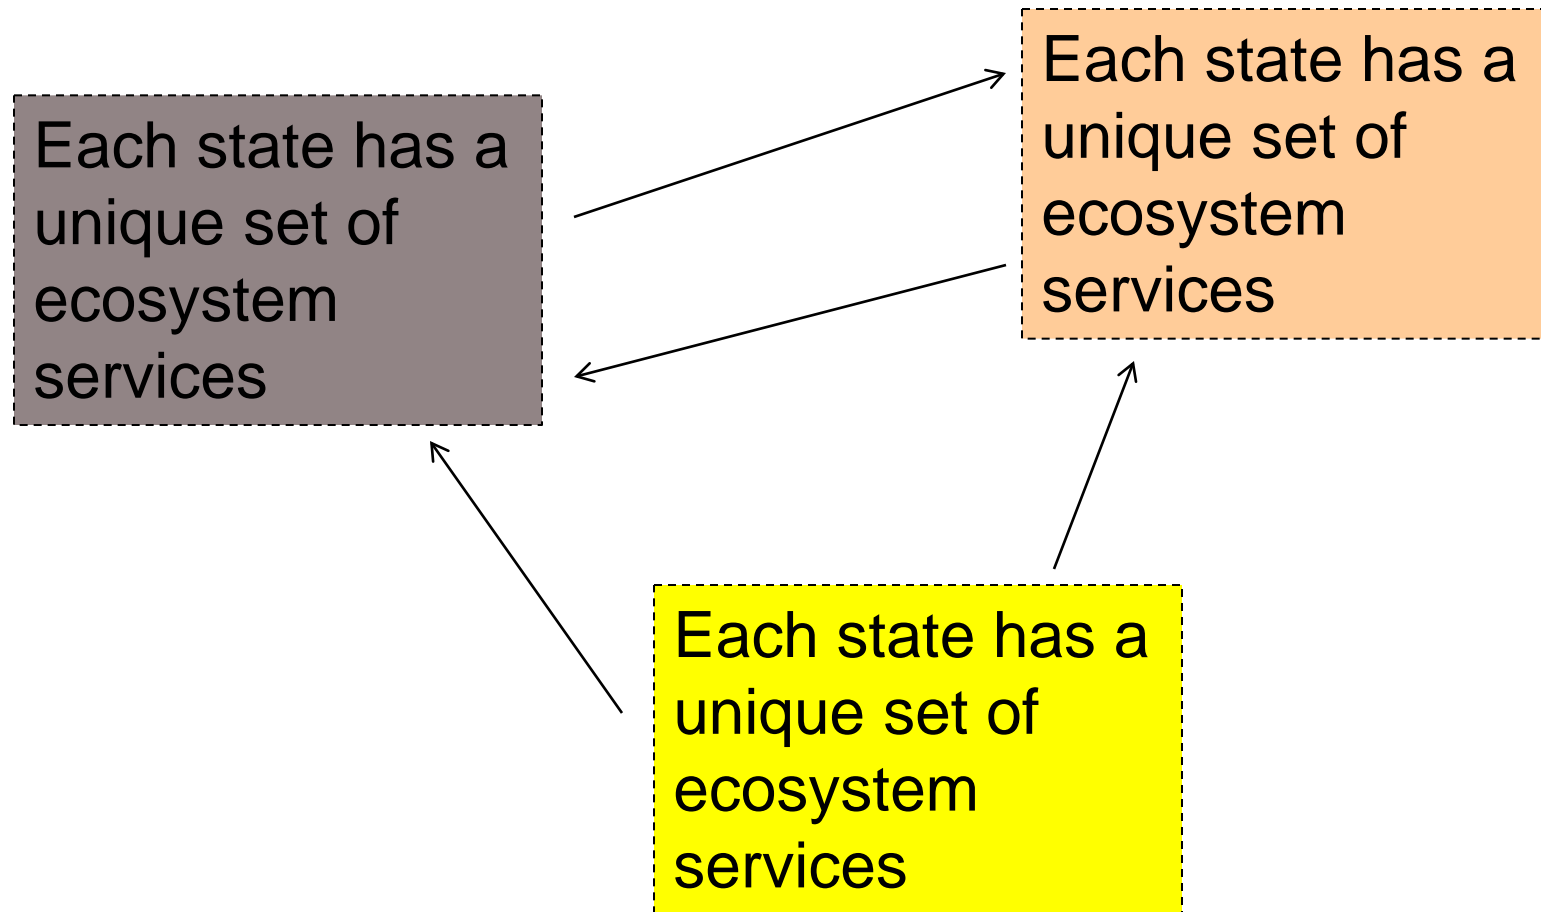 Each state has a
unique set of
ecosystem
services
Each state has a
unique set of
ecosystem
services
Each state has a
unique set of
ecosystem
services